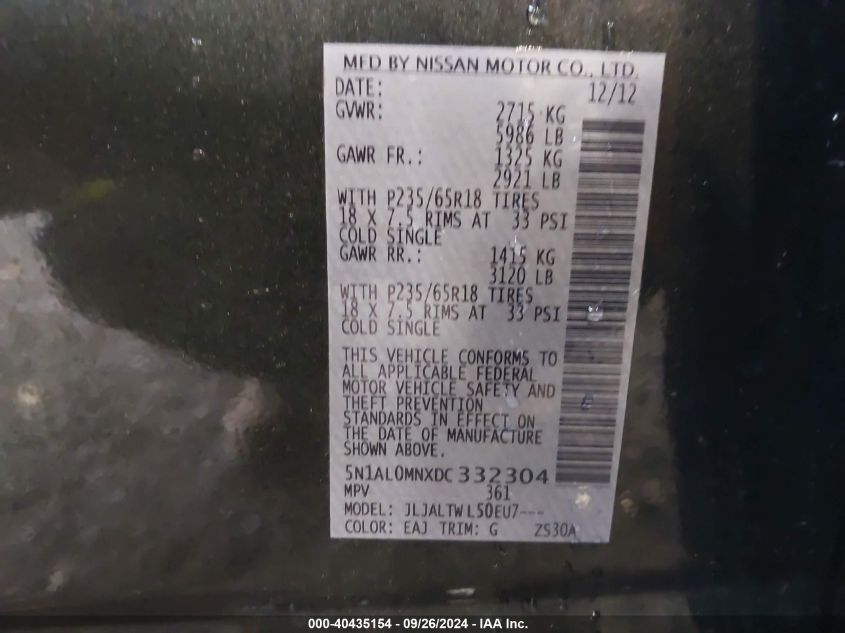 MFD BY NISSAN MOTOR CO., LTD.
DATE: 12/12
GVWR: 2715 KG
5986 LB
GAWR FR.: 1325 KG
2921 LB
WITH P235/65R18 TIRES
18 X 7.5 RIMS AT 33 PSI
COLD SINGLE
GAWR RR.: 1415 KG
3120 LB
WITH P235/65R18 TIRES
18 X 7.5 RIMS AT 33 PSI
COLD SINGLE
THIS VEHICLE CONFORMS TO
ALL APPLICABLE FEDERAL
MOTOR VEHICLE SAFETY AND
THEFT PREVENTION
STANDARDS IN EFFECT ON
THE DATE OF MANUFACTURE
SHOWN ABOVE.
5N1AL0MNXDC332304
MPV 361
MODEL: JLJALTWL50EU7---
COLOR: EAJ TRIM: G ZS30A
000-40435154 - 09/26/2024 - IAA Inc.